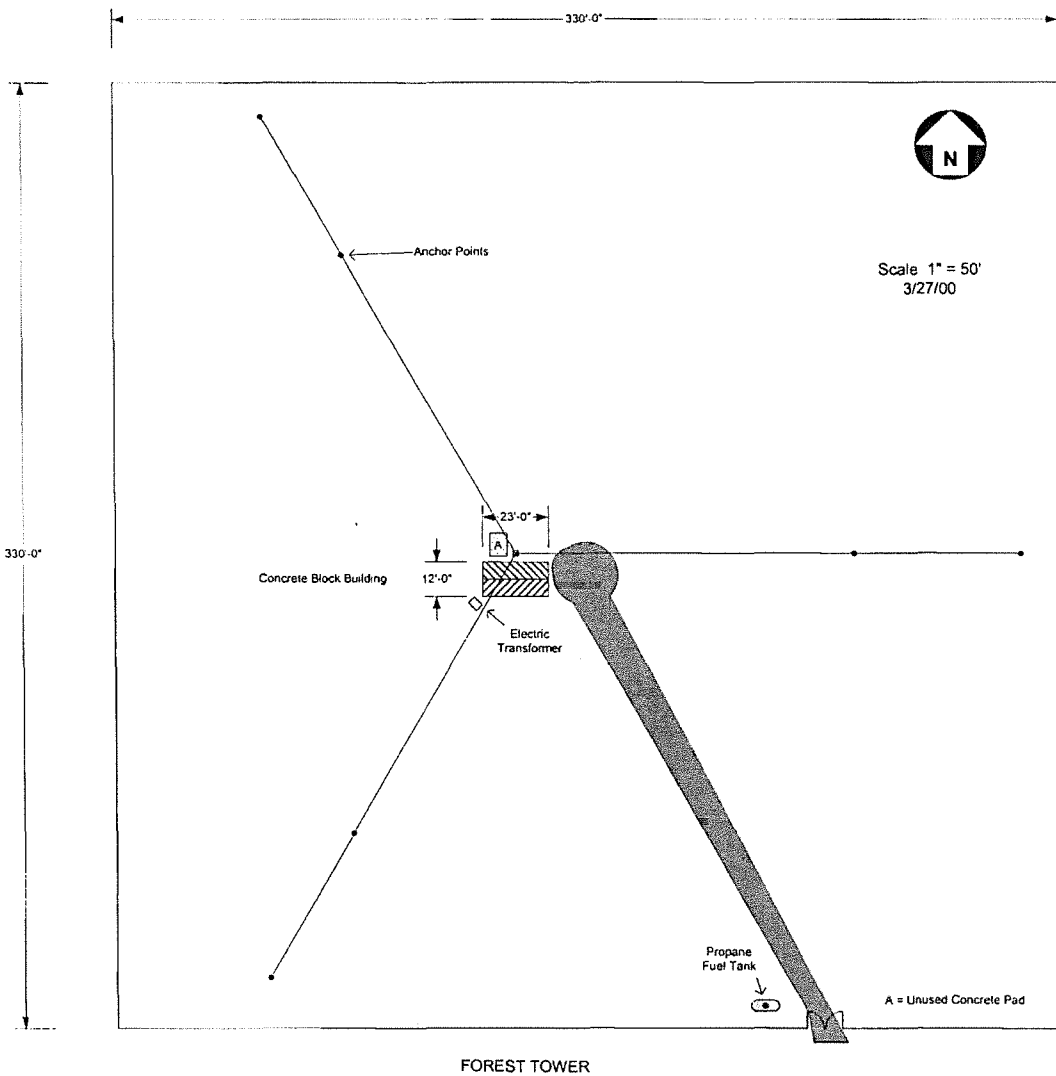 330'-0"
N
Anchor Points
Scale 1" = 50'
3/27/00
23'-0"
A
330'-0"
Concrete Block Building
12'-0"
Electric
Transformer
Propane
Fuel Tank
A = Unused Concrete Pad
FOREST TOWER